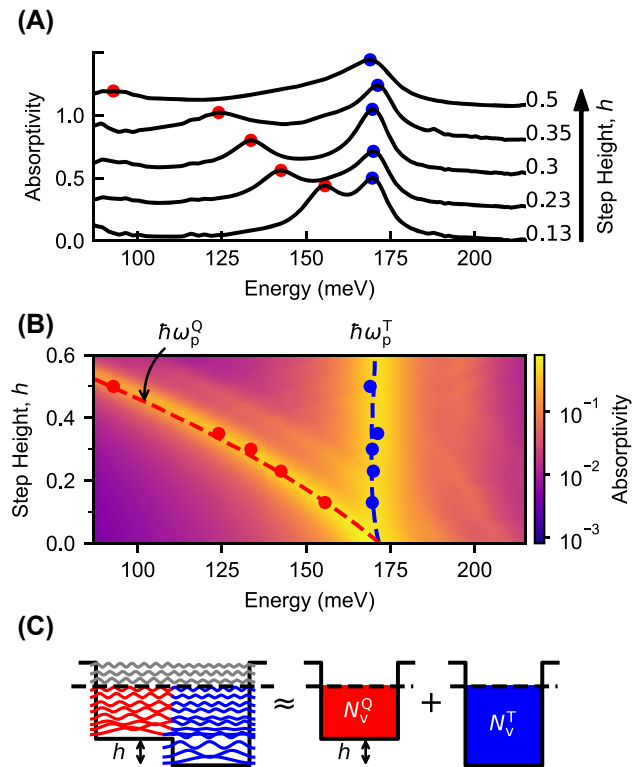 (A)
Absorptivity
1.0
0.5
0.0
0.5
0.35
0.3
0.23
0.13
Step Height, h
100 125 150 175 200
Energy (meV)
(B)
ħω_p^Q
ħω_p^T
Step Height, h
0.6
0.4
0.2
0.0
100 125 150 175 200
Energy (meV)
10^-1
10^-2
10^-3
Absorptivity
(C)
h
≈
N_v^Q
h
+
N_v^T